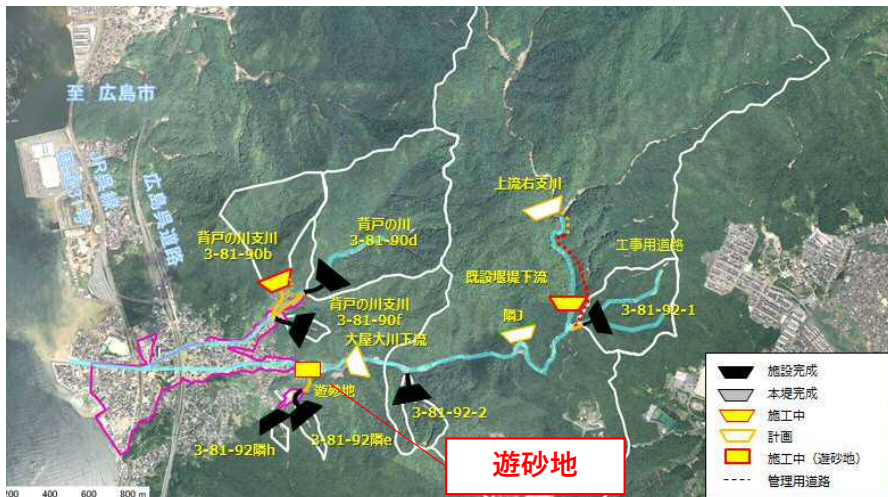 至 広島市
JR呉線
国道31号
広島呉道路
上流右支川
背戸の川
3-81-90d
背戸の川支川
3-81-90b
工事用道路
既設堰堤下流
背戸の川支川
3-81-90f
隣J
3-81-92-1
大屋大川下流
遊砂地
3-81-92-2
3-81-92隣h
3-81-92隣e
遊砂地
施設完成
本堤完成
施工中
計画
施工中（遊砂地）
管理用道路
200 400 600 800 m